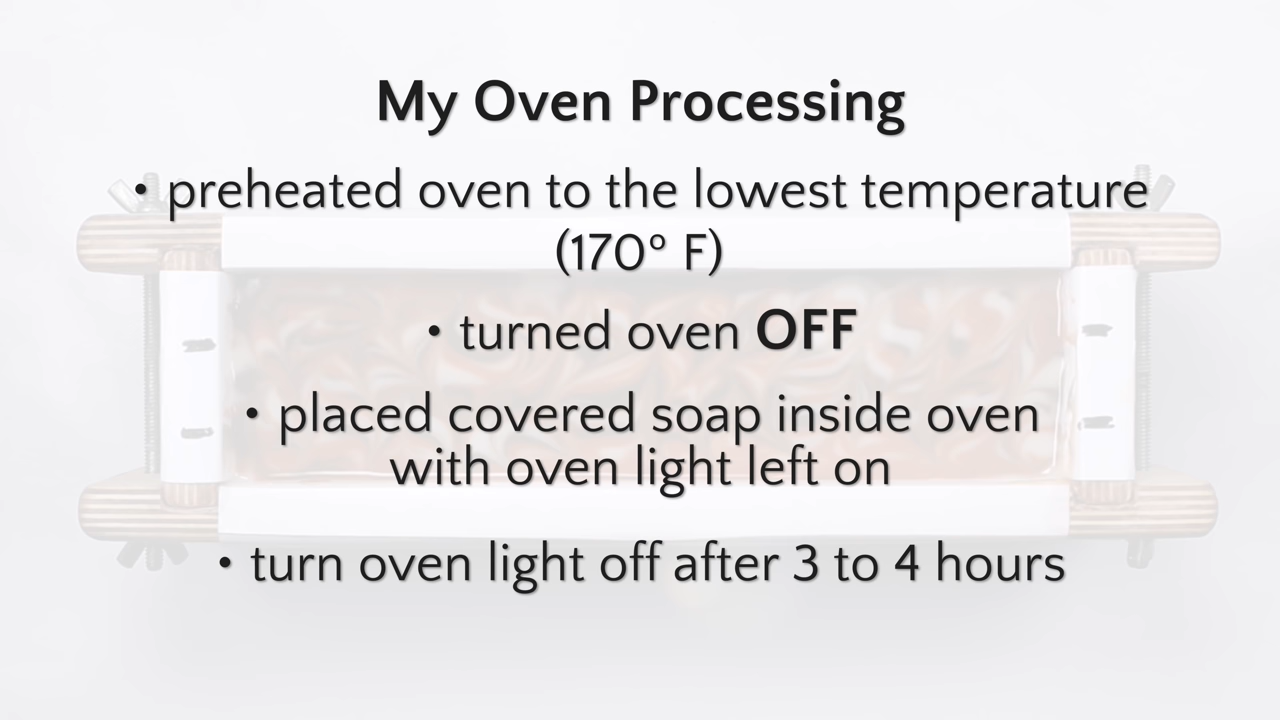 My Oven Processing
• preheated oven to the lowest temperature
(170º F)
• turned oven OFF
• placed covered soap inside oven
with oven light left on
• turn oven light off after 3 to 4 hours